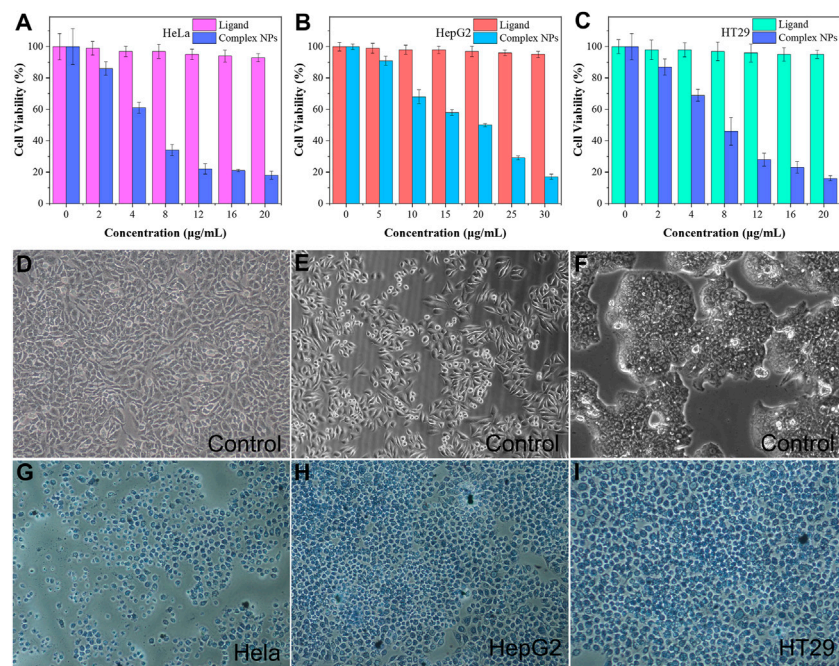 A
HeLa
Ligand
Complex NPs
Cell Viability (%)
100
80
60
40
20
0
0 2 4 8 12 16 20
Concentration (µg/mL)
B
HepG2
Ligand
Complex NPs
Cell Viability (%)
100
80
60
40
20
0
0 5 10 15 20 25 30
Concentration (µg/mL)
C
HT29
Ligand
Complex NPs
Cell Viability (%)
100
80
60
40
20
0
0 2 4 8 12 16 20
Concentration (µg/mL)
D
Control
E
Control
F
Control
G
Hela
H
HepG2
I
HT29